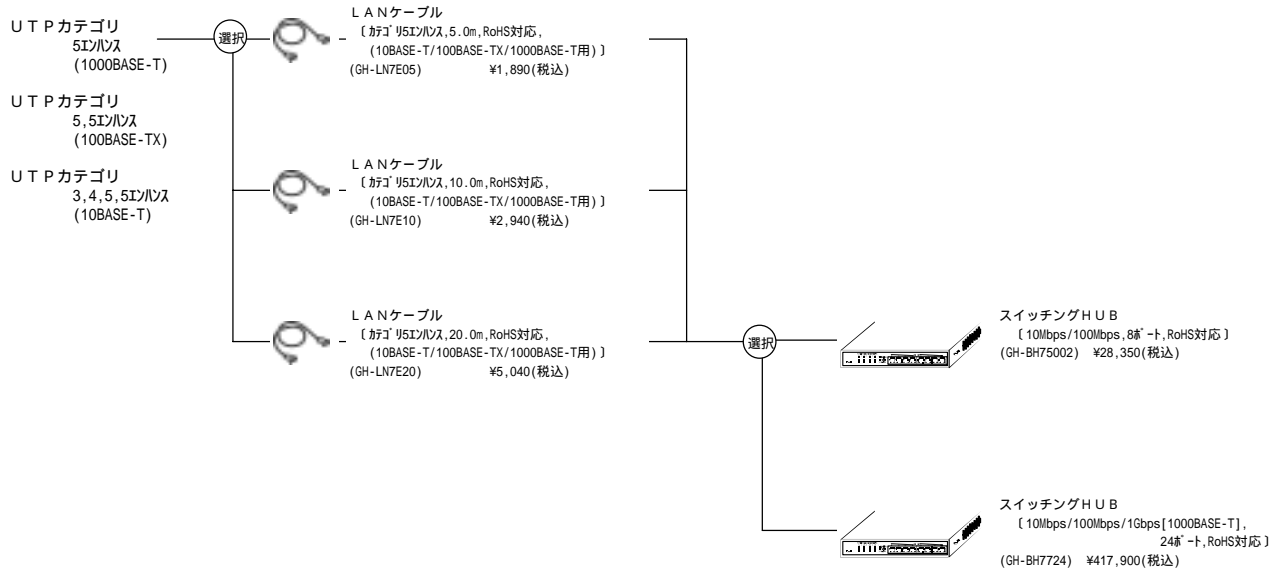 ＵＴＰカテゴリ
5ｴﾝﾊﾝｽ
(1000BASE-T)
ＵＴＰカテゴリ
5,5ｴﾝﾊﾝｽ
(100BASE-TX)
ＵＴＰカテゴリ
3,4,5,5ｴﾝﾊﾝｽ
(10BASE-T)
選択
ＬＡＮケーブル
〔ｶﾃｺﾞﾘ5ｴﾝﾊﾝｽ,5.0m,RoHS対応,
(10BASE-T/100BASE-TX/1000BASE-T用)〕
(GH-LN7E05) ¥1,890(税込)
ＬＡＮケーブル
〔ｶﾃｺﾞﾘ5ｴﾝﾊﾝｽ,10.0m,RoHS対応,
(10BASE-T/100BASE-TX/1000BASE-T用)〕
(GH-LN7E10) ¥2,940(税込)
ＬＡＮケーブル
〔ｶﾃｺﾞﾘ5ｴﾝﾊﾝｽ,20.0m,RoHS対応,
(10BASE-T/100BASE-TX/1000BASE-T用)〕
(GH-LN7E20) ¥5,040(税込)
選択
スイッチングＨＵＢ
〔10Mbps/100Mbps,8ﾎﾟｰﾄ,RoHS対応〕
(GH-BH75002) ¥28,350(税込)
スイッチングＨＵＢ
〔10Mbps/100Mbps/1Gbps[1000BASE-T],
24ﾎﾟｰﾄ,RoHS対応〕
(GH-BH7724) ¥417,900(税込)